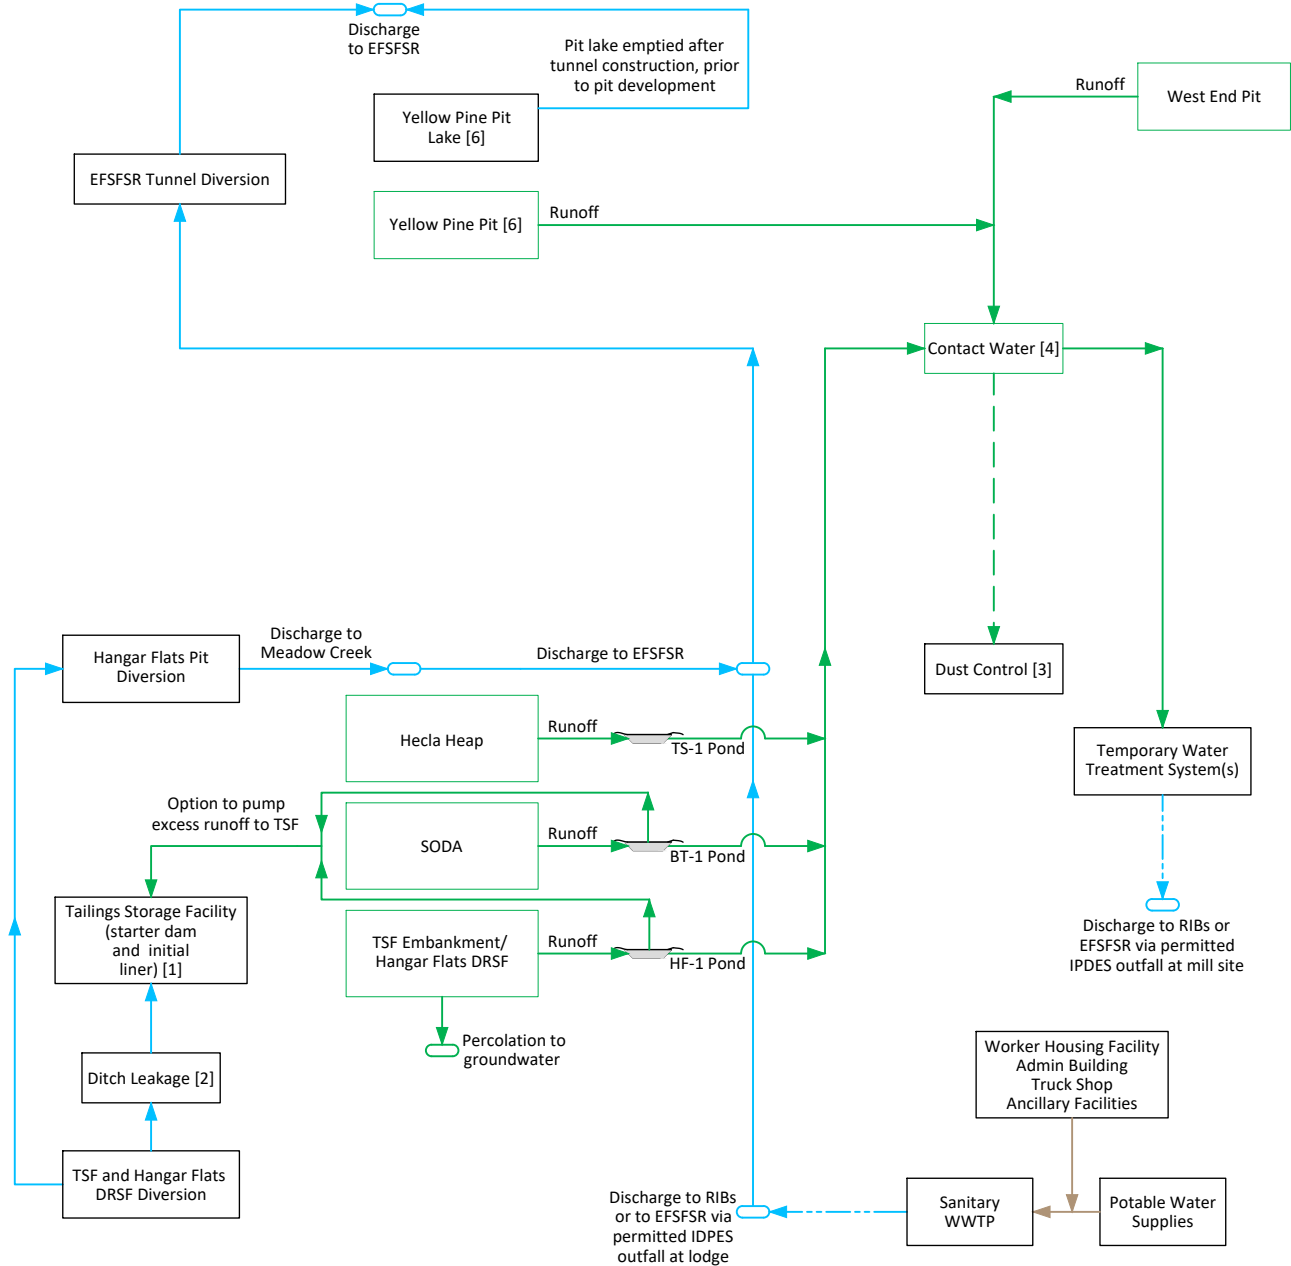 Discharge
to EFSFSR
Pit lake emptied after
tunnel construction, prior
to pit development
Runoff
West End Pit
Yellow Pine Pit
Lake [6]
EFSFSR Tunnel Diversion
Yellow Pine Pit [6]
Runoff
Contact Water [4]
Discharge to
Meadow Creek
Discharge to EFSFSR
Hangar Flats Pit
Diversion
Dust Control [3]
Hecla Heap
Runoff
TS-1 Pond
Temporary Water
Treatment System(s)
Option to pump
excess runoff to TSF
SODA
Runoff
BT-1 Pond
Tailings Storage Facility
(starter dam
and initial
liner) [1]
TSF Embankment/
Hangar Flats DRSF
Runoff
HF-1 Pond
Discharge to RIBs or
EFSFSR via permitted
IPDES outfall at mill site
Percolation to
groundwater
Worker Housing Facility
Admin Building
Truck Shop
Ancillary Facilities
Ditch Leakage [2]
TSF and Hangar Flats
DRSF Diversion
Discharge to RIBs
or to EFSFSR via
permitted IDPES
outfall at lodge
Sanitary
WWTP
Potable Water
Supplies